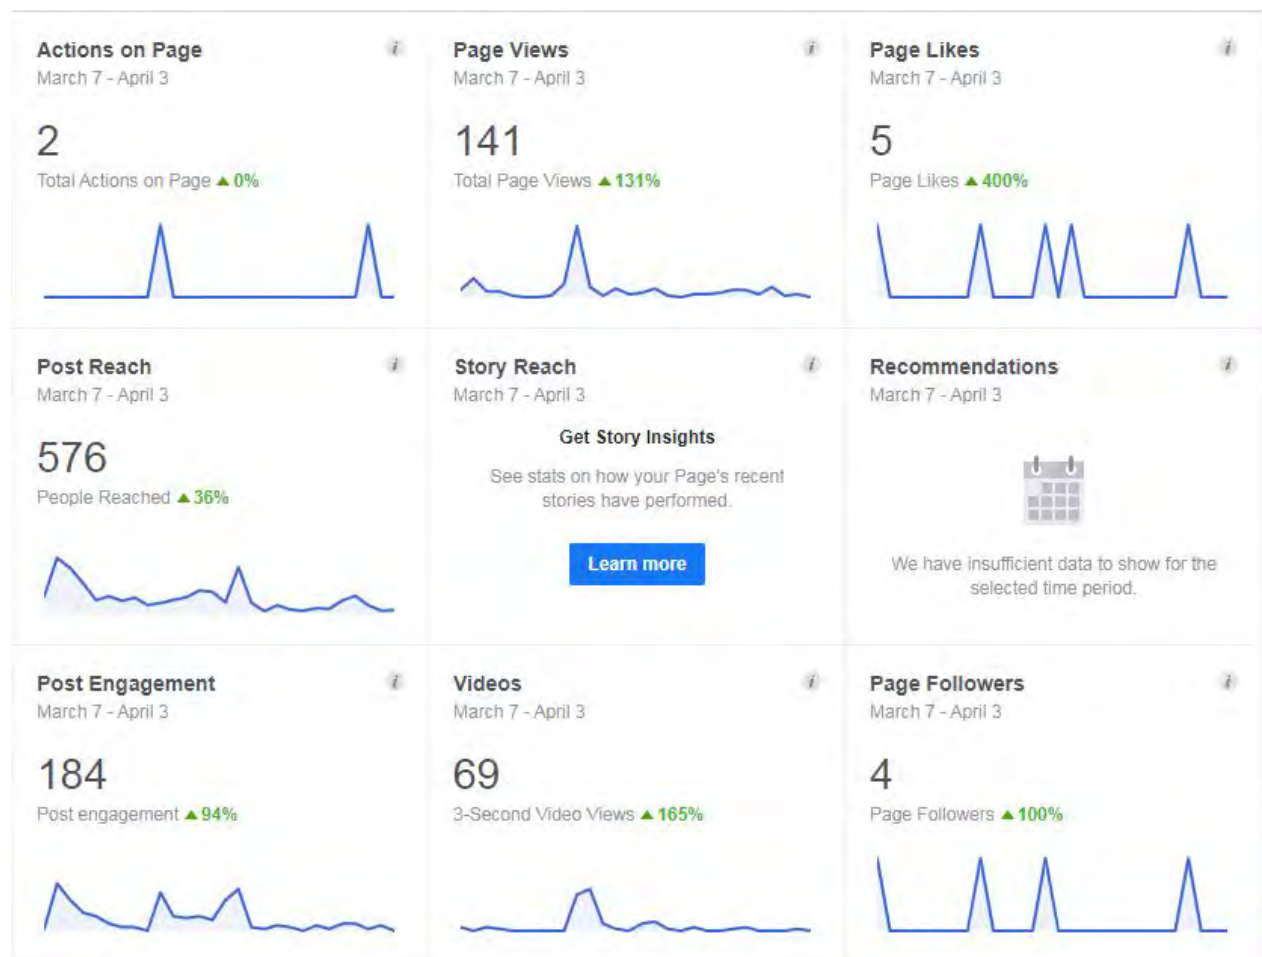 Actions on Page
March 7 - April 3
2
Total Actions on Page ▲ 0%
Page Views
March 7 - April 3
141
Total Page Views ▲ 131%
Page Likes
March 7 - April 3
5
Page Likes ▲ 400%
Post Reach
March 7 - April 3
576
People Reached ▲ 36%
Story Reach
March 7 - April 3
Get Story Insights
See stats on how your Page's recent
stories have performed.
Learn more
Recommendations
March 7 - April 3
We have insufficient data to show for the
selected time period.
Post Engagement
March 7 - April 3
184
Post engagement ▲ 94%
Videos
March 7 - April 3
69
3-Second Video Views ▲ 165%
Page Followers
March 7 - April 3
4
Page Followers ▲ 100%